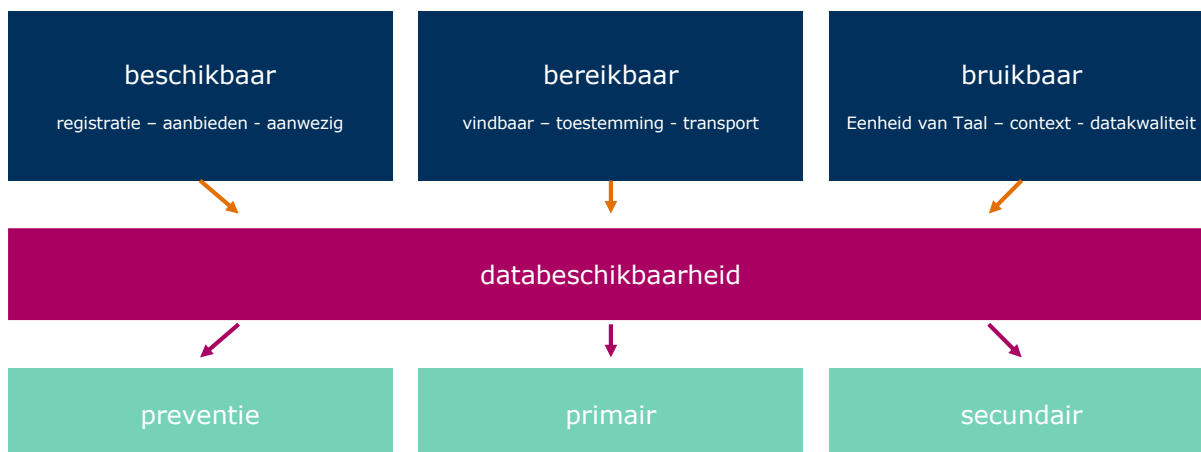 beschikbaar
registratie – aanbieden - aanwezig
bereikbaar
vindbaar – toestemming - transport
bruikbaar
Eenheid van Taal – context - datakwaliteit
databeschikbaarheid
preventie
primair
secundair